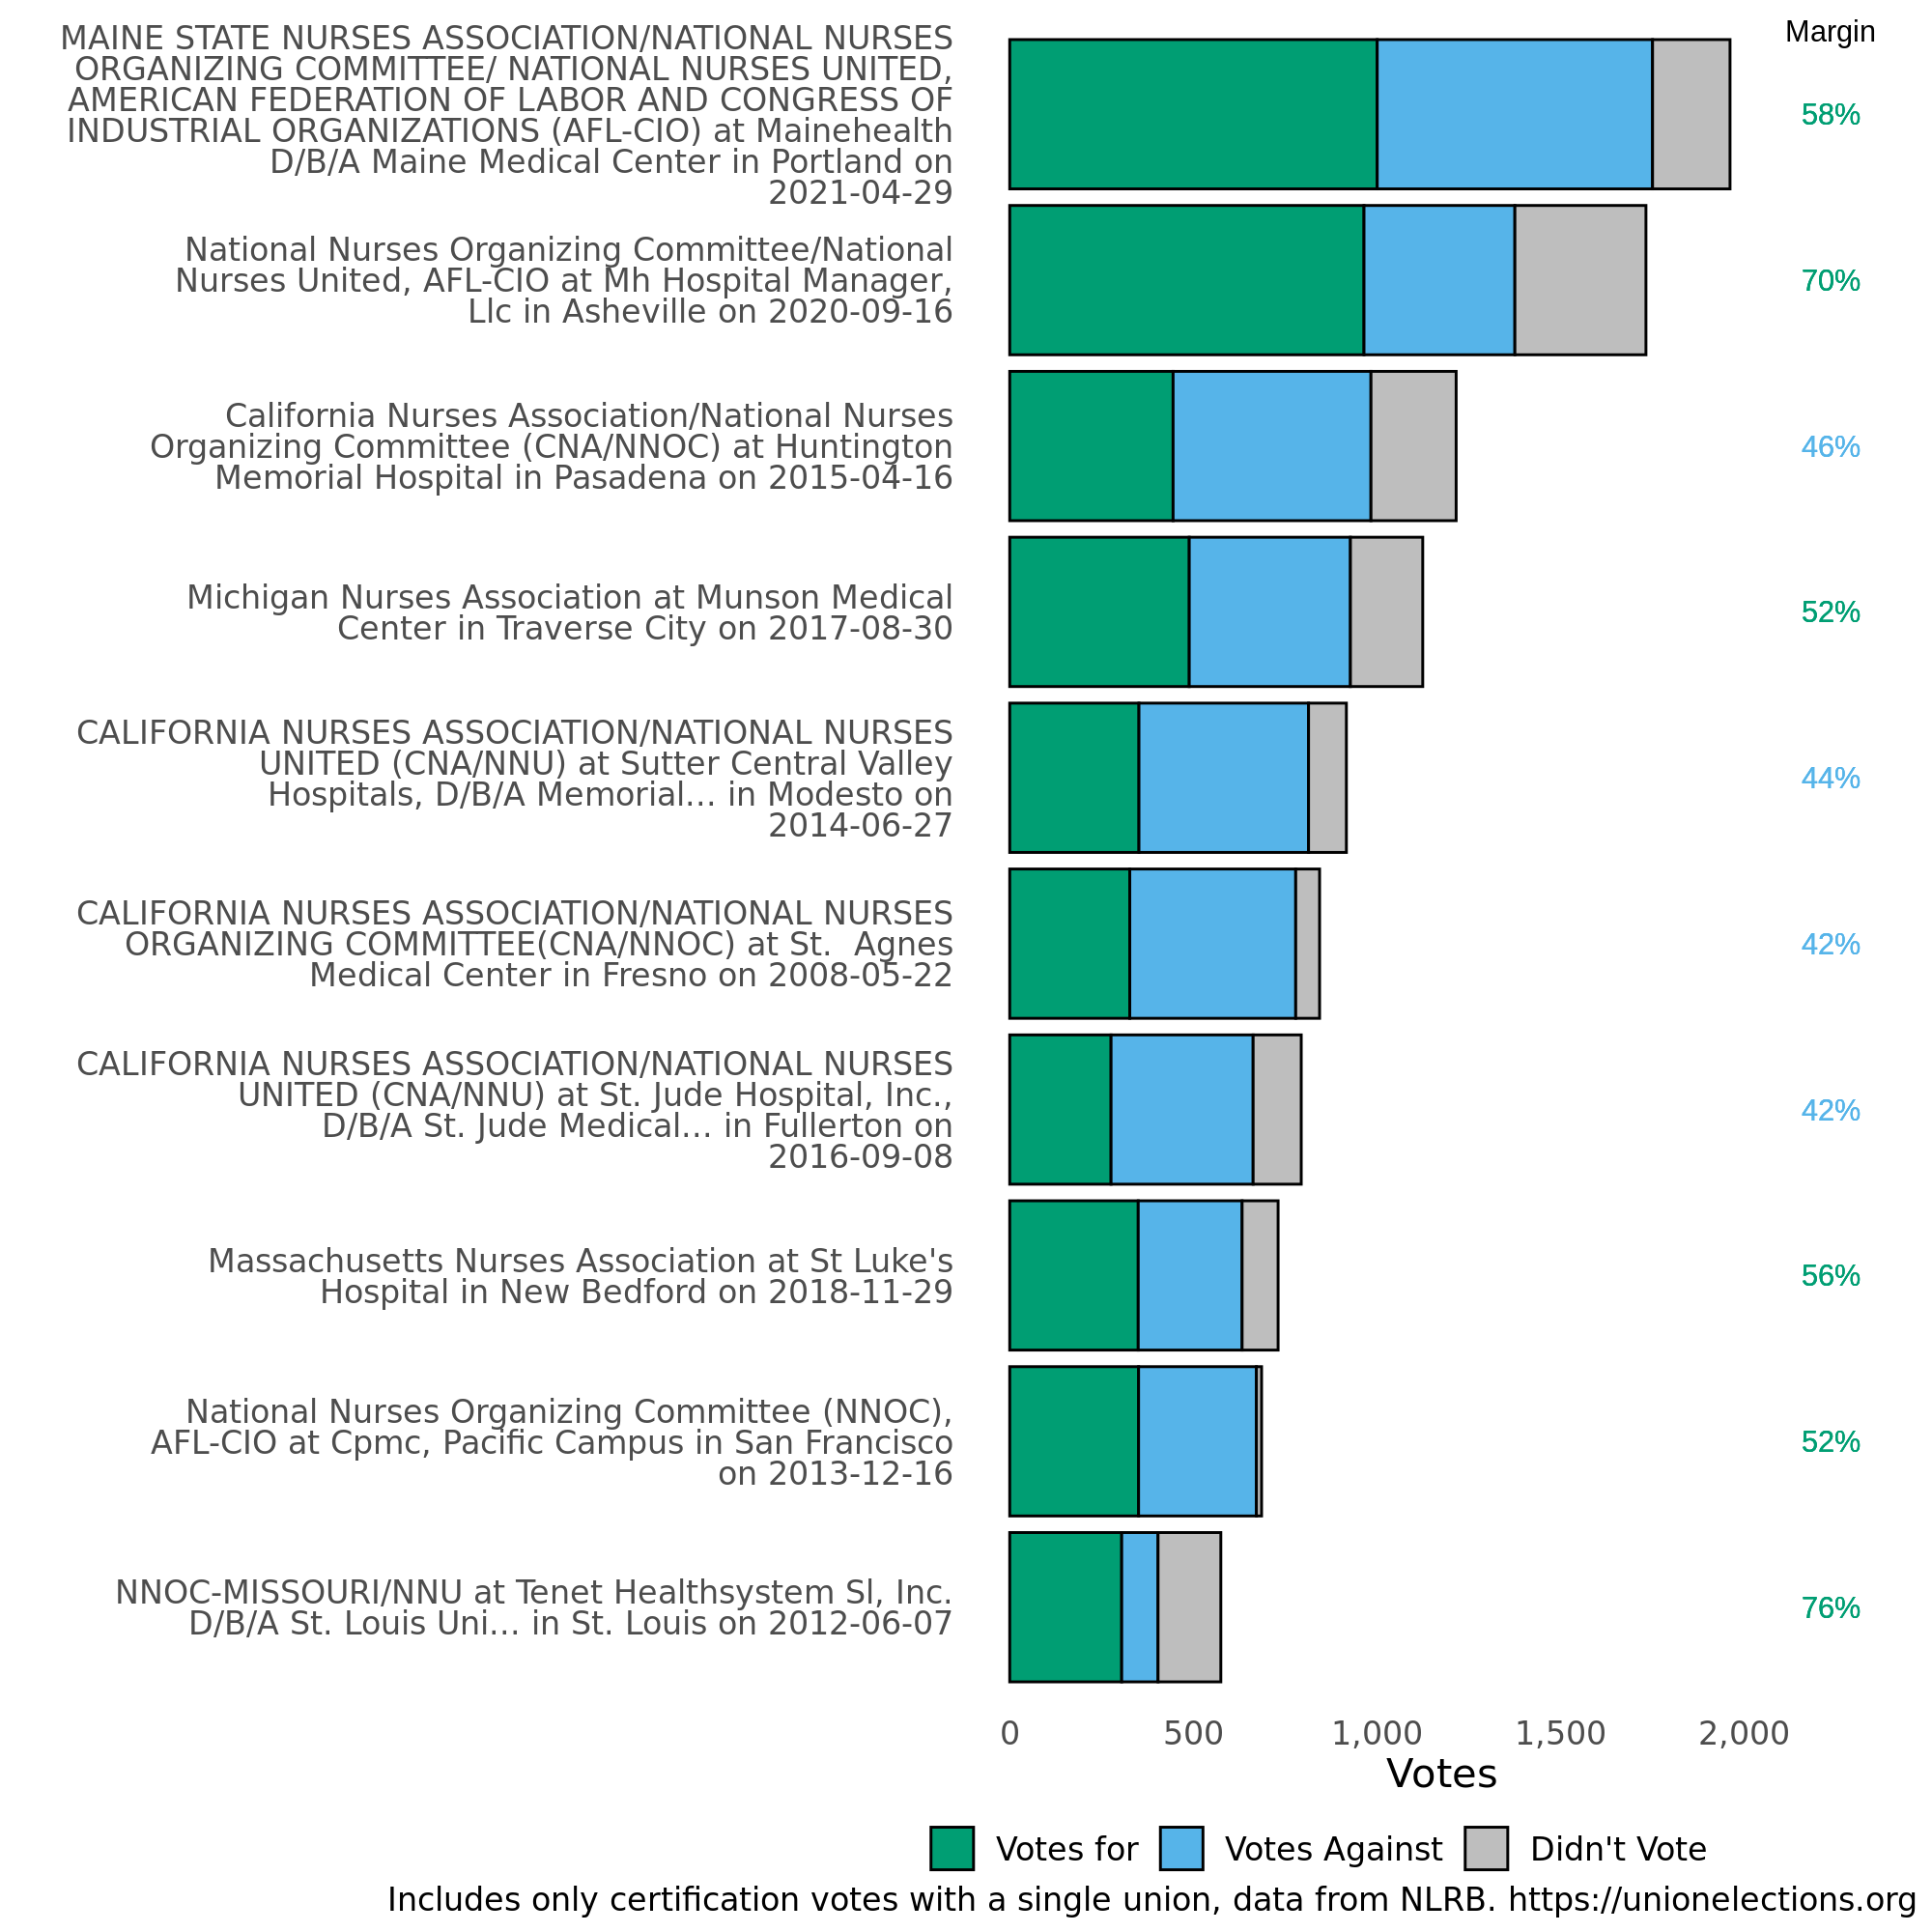 Margin
MAINE STATE NURSES ASSOCIATION/NATIONAL NURSES
ORGANIZING COMMITTEE/ NATIONAL NURSES UNITED,
AMERICAN FEDERATION OF LABOR AND CONGRESS OF
INDUSTRIAL ORGANIZATIONS (AFL-CIO) at Mainehealth
D/B/A Maine Medical Center in Portland on
2021-04-29
58%
National Nurses Organizing Committee/National
Nurses United, AFL-CIO at Mh Hospital Manager,
Llc in Asheville on 2020-09-16
70%
California Nurses Association/National Nurses
Organizing Committee (CNA/NNOC) at Huntington
Memorial Hospital in Pasadena on 2015-04-16
46%
Michigan Nurses Association at Munson Medical
Center in Traverse City on 2017-08-30
52%
CALIFORNIA NURSES ASSOCIATION/NATIONAL NURSES
UNITED (CNA/NNU) at Sutter Central Valley
Hospitals, D/B/A Memorial... in Modesto on
2014-06-27
44%
CALIFORNIA NURSES ASSOCIATION/NATIONAL NURSES
ORGANIZING COMMITTEE(CNA/NNOC) at St.  Agnes
Medical Center in Fresno on 2008-05-22
42%
CALIFORNIA NURSES ASSOCIATION/NATIONAL NURSES
UNITED (CNA/NNU) at St. Jude Hospital, Inc.,
D/B/A St. Jude Medical... in Fullerton on
2016-09-08
42%
Massachusetts Nurses Association at St Luke's
Hospital in New Bedford on 2018-11-29
56%
National Nurses Organizing Committee (NNOC),
AFL-CIO at Cpmc, Pacific Campus in San Francisco
on 2013-12-16
52%
NNOC-MISSOURI/NNU at Tenet Healthsystem Sl, Inc.
D/B/A St. Louis Uni... in St. Louis on 2012-06-07
76%
0 500 1,000 1,500 2,000
Votes
Votes for Votes Against Didn't Vote
Includes only certification votes with a single union, data from NLRB. https://unionelections.org